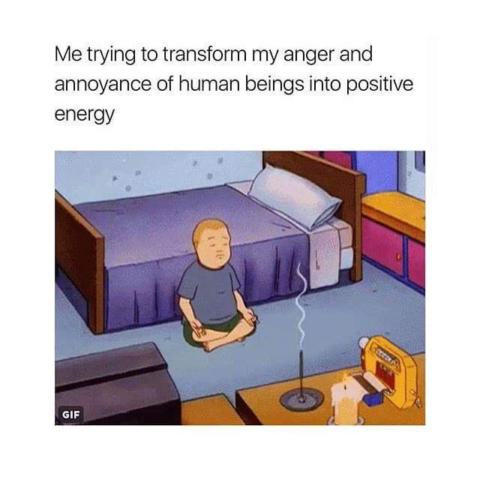 Me trying to transform my anger and
annoyance of human beings into positive
energy
GIF